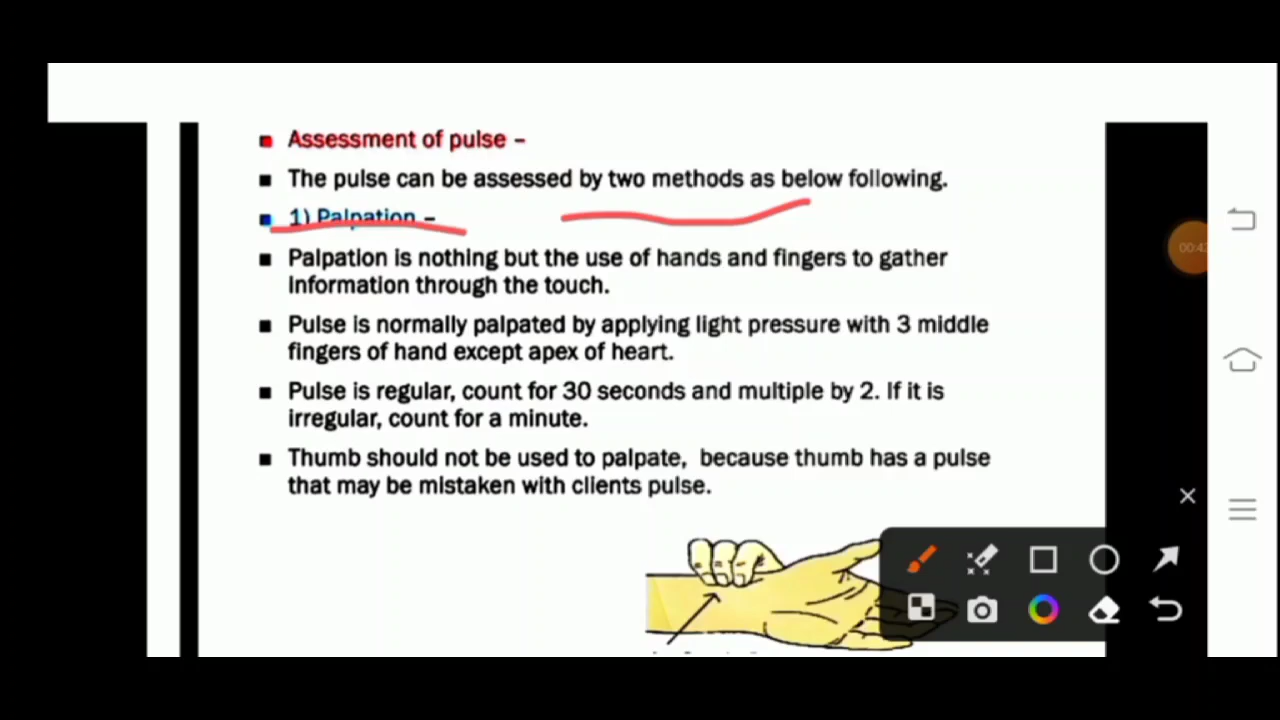 Assessment of pulse –
The pulse can be assessed by two methods as below following.
1) Palpation –
Palpation is nothing but the use of hands and fingers to gather
information through the touch.
Pulse is normally palpated by applying light pressure with 3 middle
fingers of hand except apex of heart.
Pulse is regular, count for 30 seconds and multiple by 2. If it is
irregular, count for a minute.
Thumb should not be used to palpate, because thumb has a pulse
that may be mistaken with clients pulse.